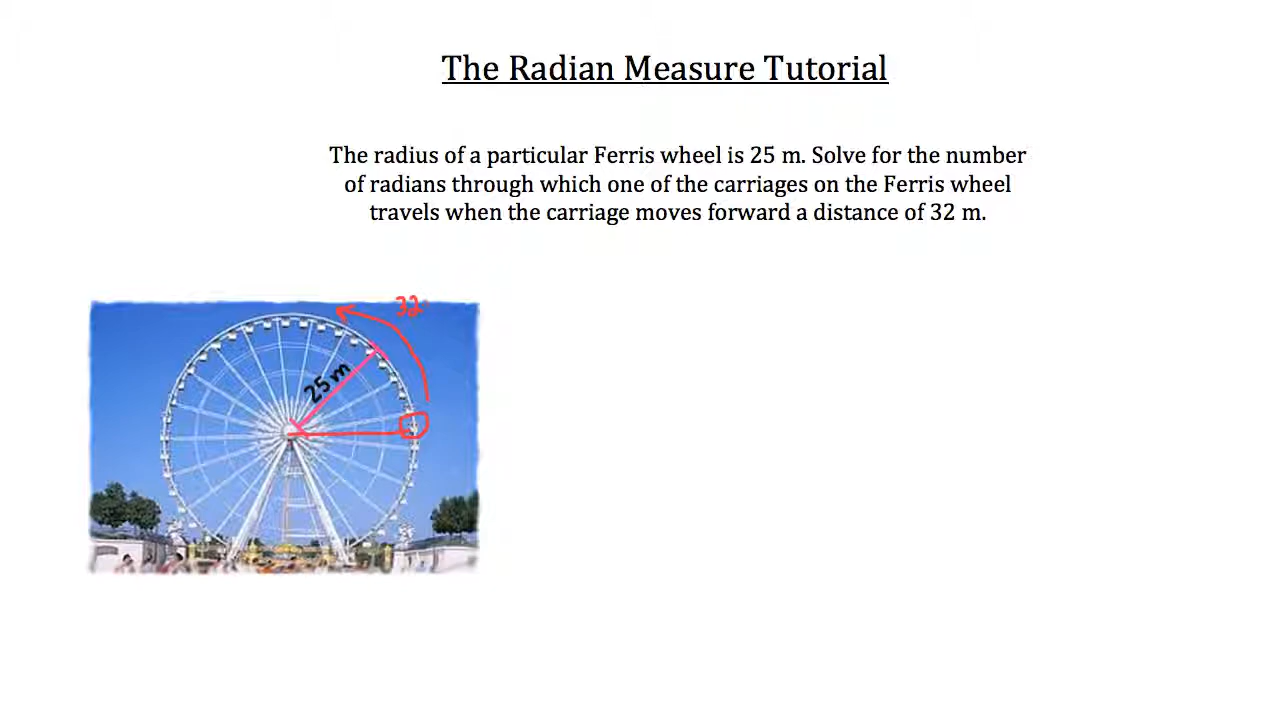 The Radian Measure Tutorial
The radius of a particular Ferris wheel is 25 m. Solve for the number
of radians through which one of the carriages on the Ferris wheel
travels when the carriage moves forward a distance of 32 m.
32
25 m